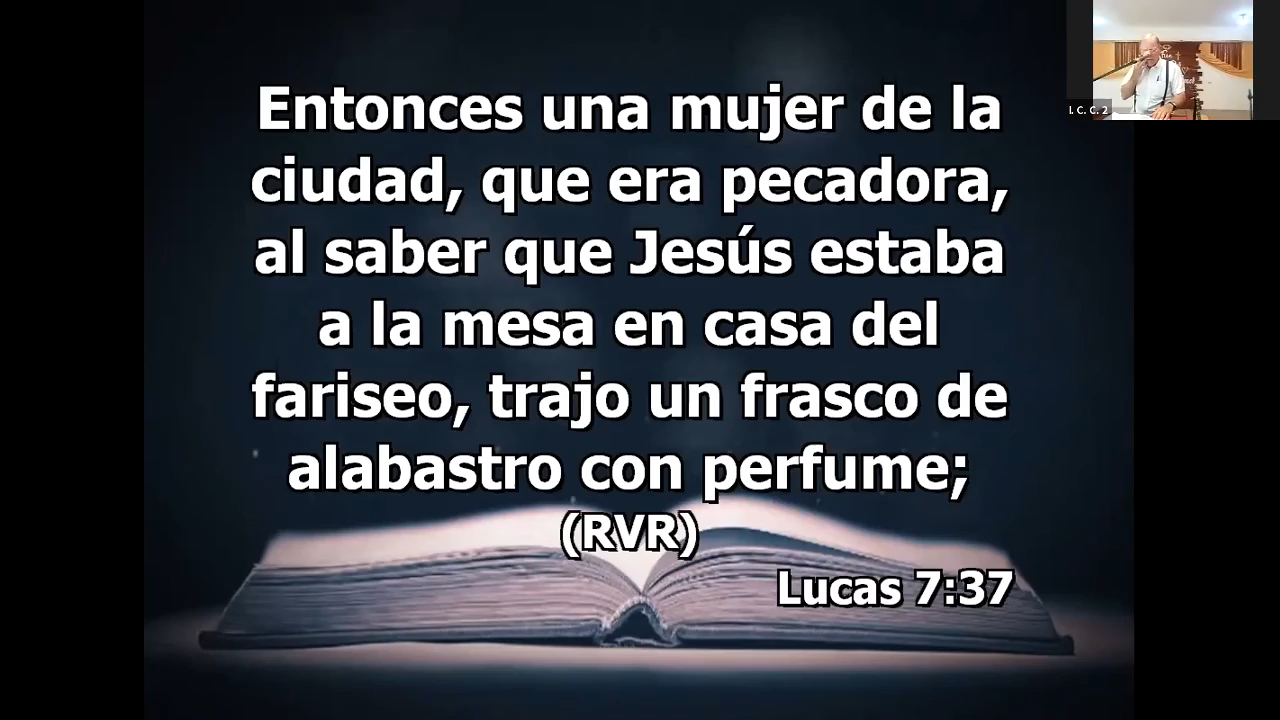 Entonces una mujer de la
ciudad, que era pecadora,
al saber que Jesús estaba
a la mesa en casa del
fariseo, trajo un frasco de
alabastro con perfume;
(RVR)
Lucas 7:37
I. C. C. 2